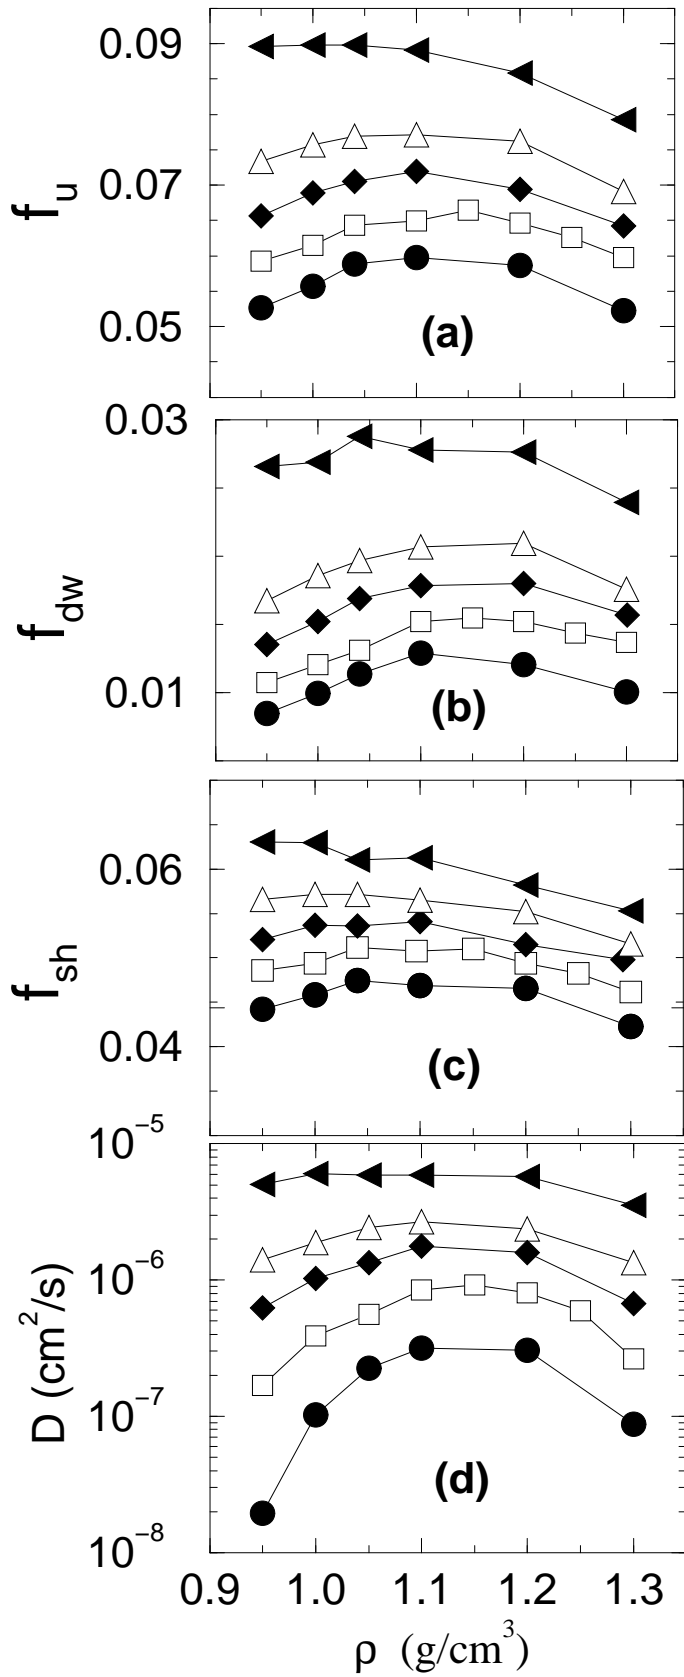 0.09
0.07
0.05
f_u
(a)
0.03
0.01
f_dw
(b)
0.06
0.04
f_sh
(c)
10^−5
10^−6
10^−7
10^−8
D (cm^2/s)
(d)
0.9 1.0 1.1 1.2 1.3
ρ (g/cm^3)